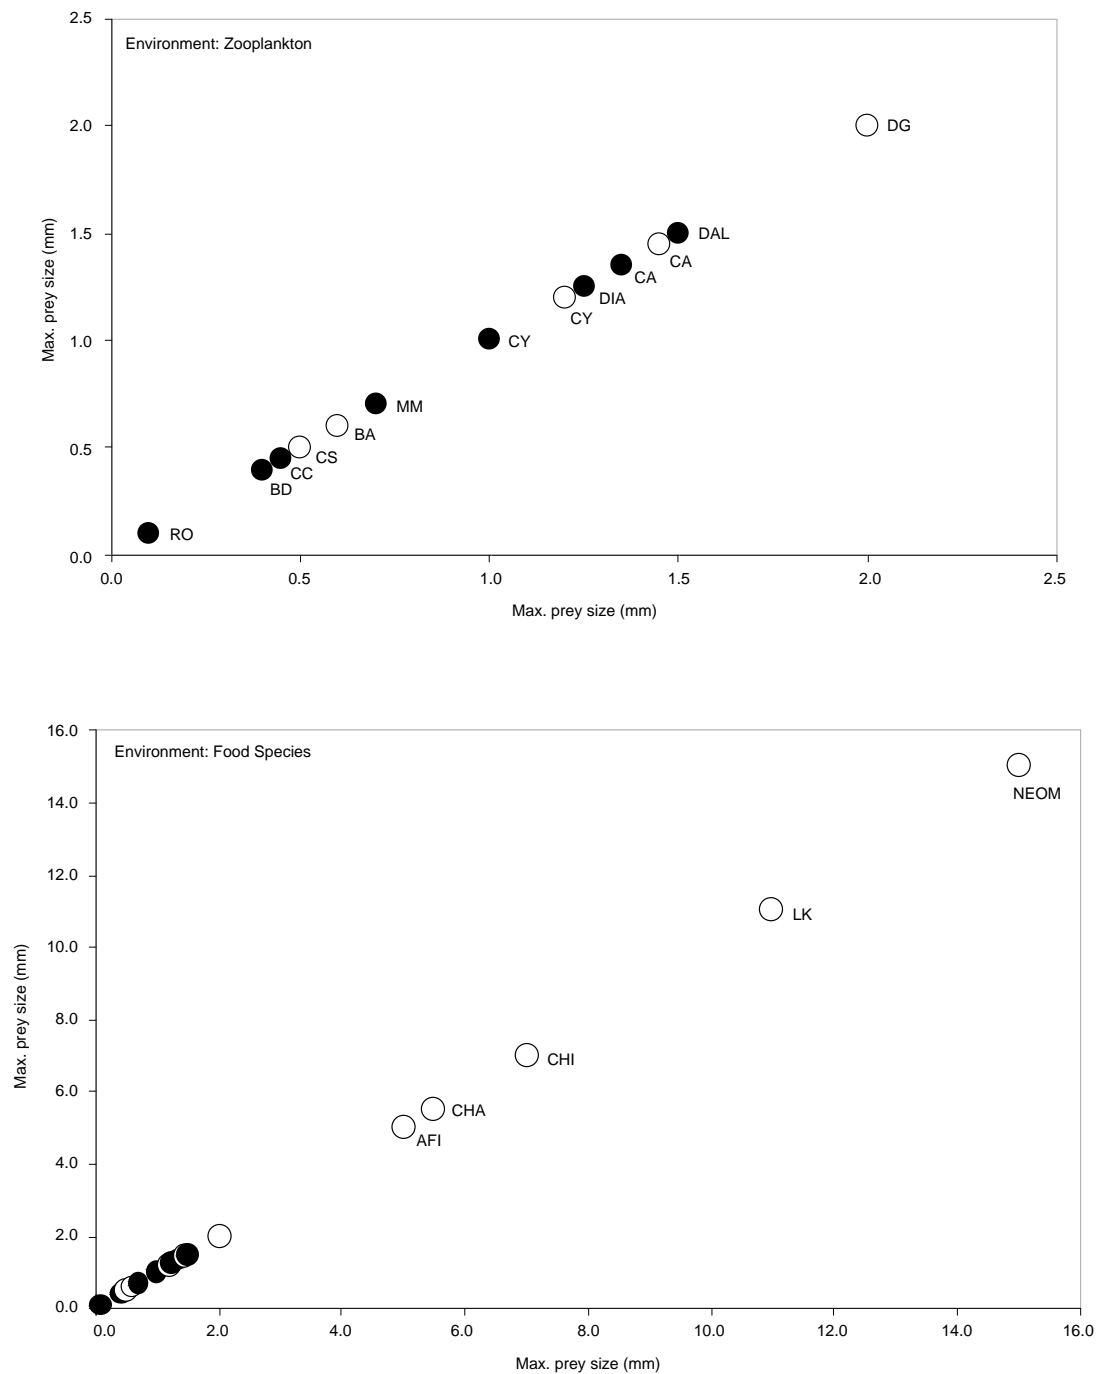 2.5
Environment: Zooplankton
2.0
DG
1.5
DAL
CA
CA
DIA
CY
Max. prey size (mm)
1.0
CY
MM
BA
0.5
CS
CC
BD
RO
0.0
0.0 0.5 1.0 1.5 2.0 2.5
Max. prey size (mm)
16.0
Environment: Food Species
NEOM
14.0
12.0
LK
10.0
Max. prey size (mm)
8.0
CHI
6.0
CHA
AFI
4.0
2.0
0.0
0.0 2.0 4.0 6.0 8.0 10.0 12.0 14.0 16.0
Max. prey size (mm)